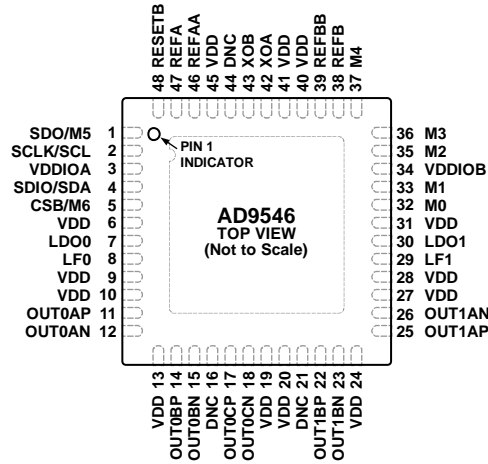 48 RESETB
47 REFA
46 REFAA
45 VDD
44 DNC
43 XOB
42 XOA
41 VDD
40 VDD
39 REFBB
38 REFB
37 M4
SDO/M5 1
SCLK/SCL 2
VDDIOA 3
SDIO/SDA 4
CSB/M6 5
VDD 6
LDO0 7
LF0 8
VDD 9
VDD 10
OUT0AP 11
OUT0AN 12
PIN 1
INDICATOR
AD9546
TOP VIEW
(Not to Scale)
36 M3
35 M2
34 VDDIOB
33 M1
32 M0
31 VDD
30 LDO1
29 LF1
28 VDD
27 VDD
26 OUT1AN
25 OUT1AP
VDD 13
OUT0BP 14
OUT0BN 15
DNC 16
OUT0CP 17
OUT0CN 18
VDD 19
VDD 20
DNC 21
OUT1BP 22
OUT1BN 23
VDD 24